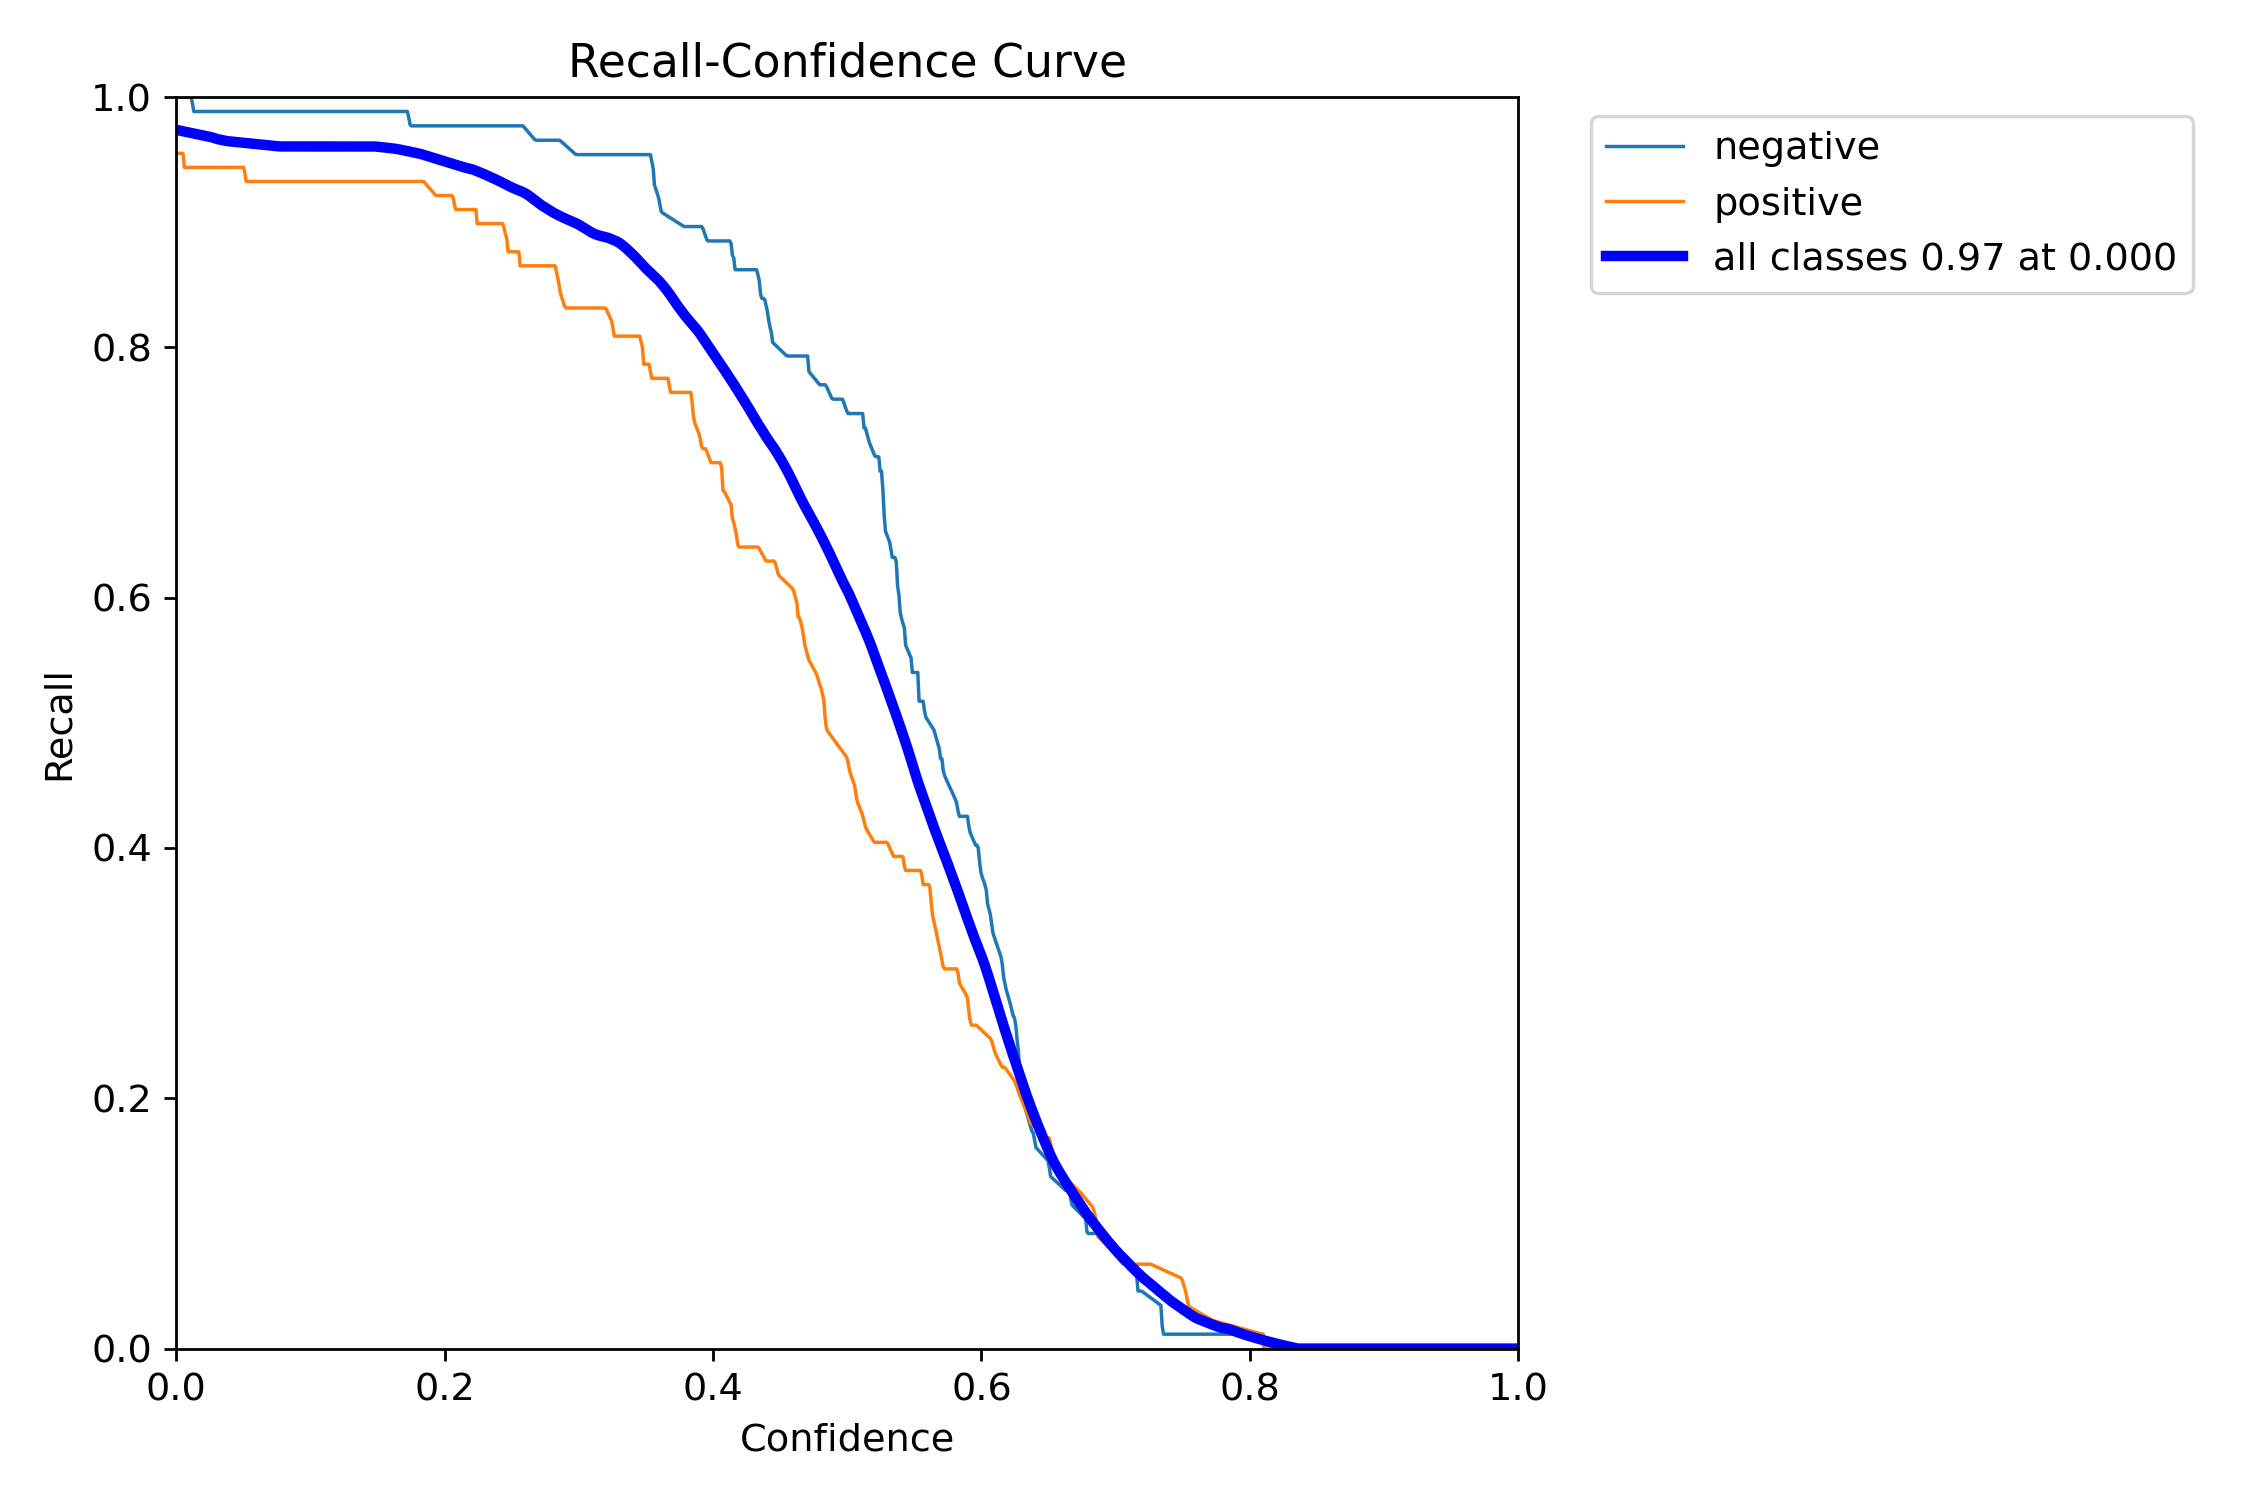 Recall-Confidence Curve
1.0
0.8
0.6
0.4
0.2
0.0
Recall
0.0 0.2 0.4 0.6 0.8 1.0
Confidence
negative
positive
all classes 0.97 at 0.000